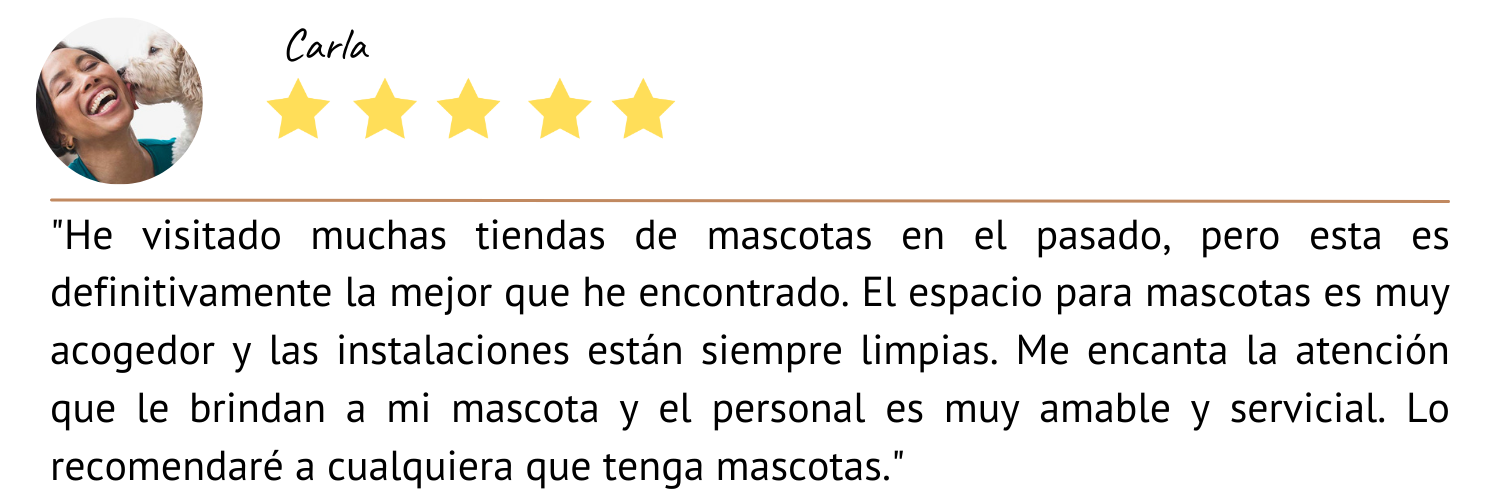 Carla
"He visitado muchas tiendas de mascotas en el pasado, pero esta es
definitivamente la mejor que he encontrado. El espacio para mascotas es muy
acogedor y las instalaciones están siempre limpias. Me encanta la atención
que le brindan a mi mascota y el personal es muy amable y servicial. Lo
recomendaré a cualquiera que tenga mascotas."